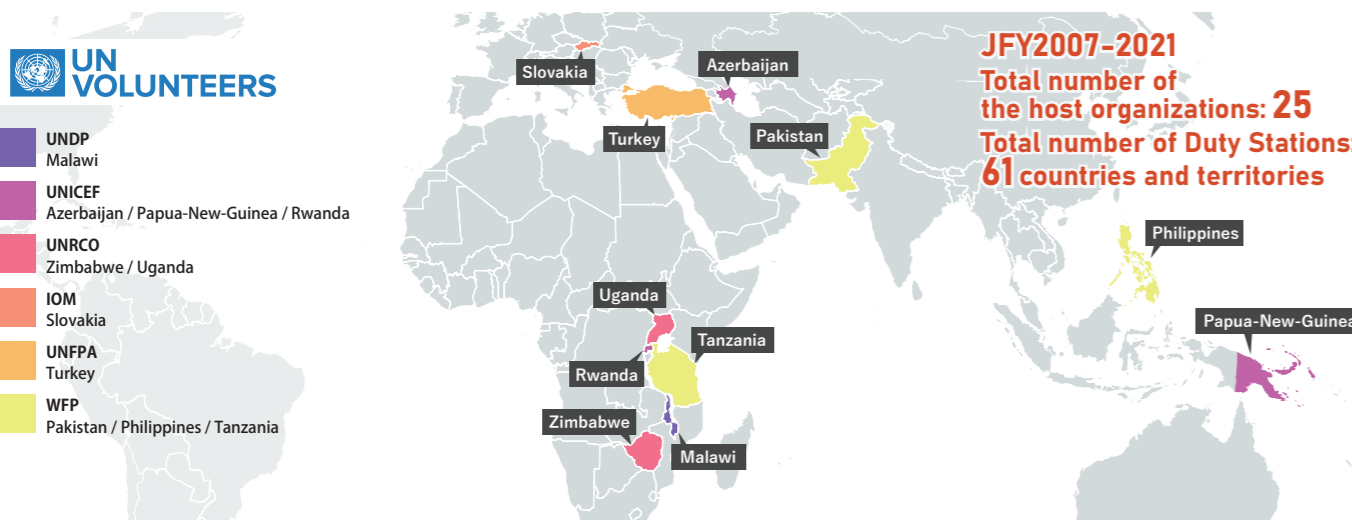 UN
VOLUNTEERS
UNDP
Malawi
UNICEF
Azerbaijan / Papua-New-Guinea / Rwanda
UNRCO
Zimbabwe / Uganda
IOM
Slovakia
UNFPA
Turkey
WFP
Pakistan / Philippines / Tanzania
Slovakia
Azerbaijan
Turkey
Pakistan
JFY2007-2021
Total number of
the host organizations: 25
Total number of Duty Stations:
61 countries and territories
Philippines
Uganda
Papua-New-Guinea
Tanzania
Rwanda
Zimbabwe
Malawi